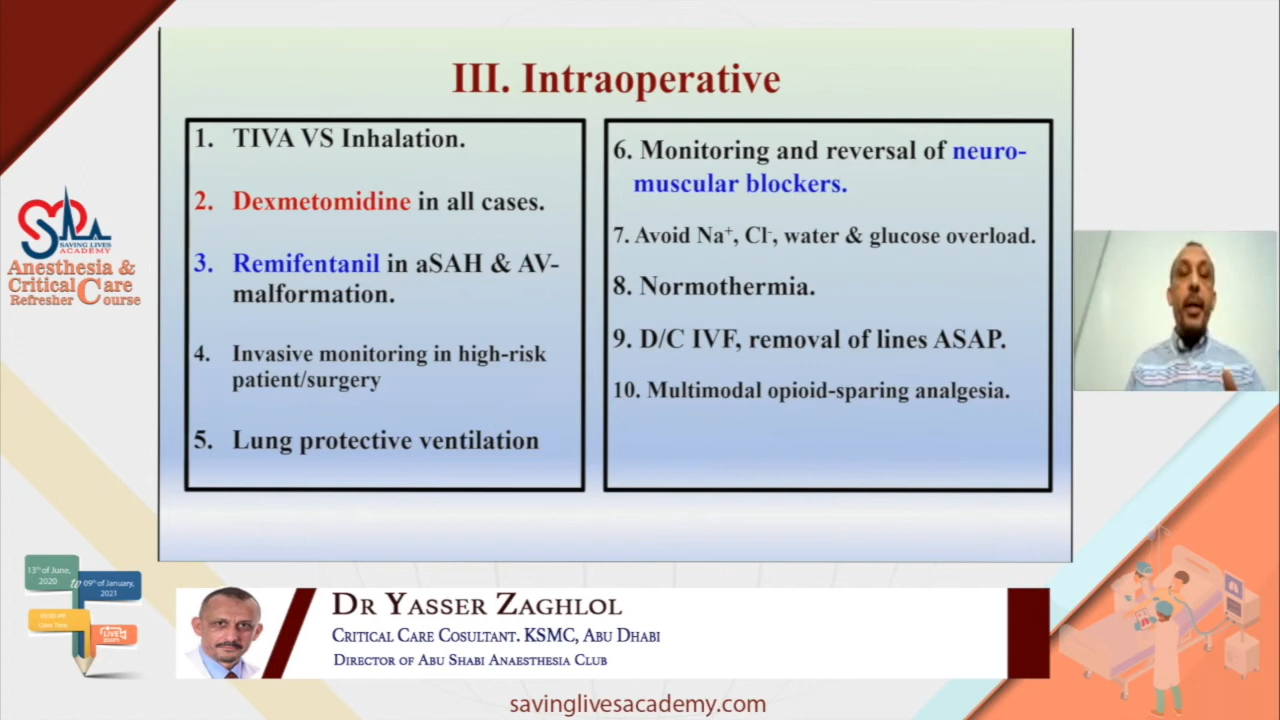 III. Intraoperative
1. TIVA VS Inhalation.
2. Dexmetomidine in all cases.
3. Remifentanil in aSAH & AV-
malformation.
4. Invasive monitoring in high-risk
patient/surgery
5. Lung protective ventilation
6. Monitoring and reversal of neuro-
muscular blockers.
7. Avoid Na⁺, Cl⁻, water & glucose overload.
8. Normothermia.
9. D/C IVF, removal of lines ASAP.
10. Multimodal opioid-sparing analgesia.
SAVING LIVES
ACADEMY
Anesthesia &
Critical Care
Refresher Course
13th of June,
2020
to
09th of January,
2021
LIVE
DR YASSER ZAGHLOL
CRITICAL CARE COSULTANT. KSMC, ABU DHABI
DIRECTOR OF ABU SHABI ANAESTHESIA CLUB
savinglivesacademy.com